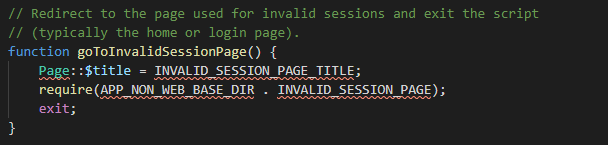 // Redirect to the page used for invalid sessions and exit the script
// (typically the home or login page).
function goToInvalidSessionPage() {
    Page::$title = INVALID_SESSION_PAGE_TITLE;
    require(APP_NON_WEB_BASE_DIR . INVALID_SESSION_PAGE);
    exit;
}